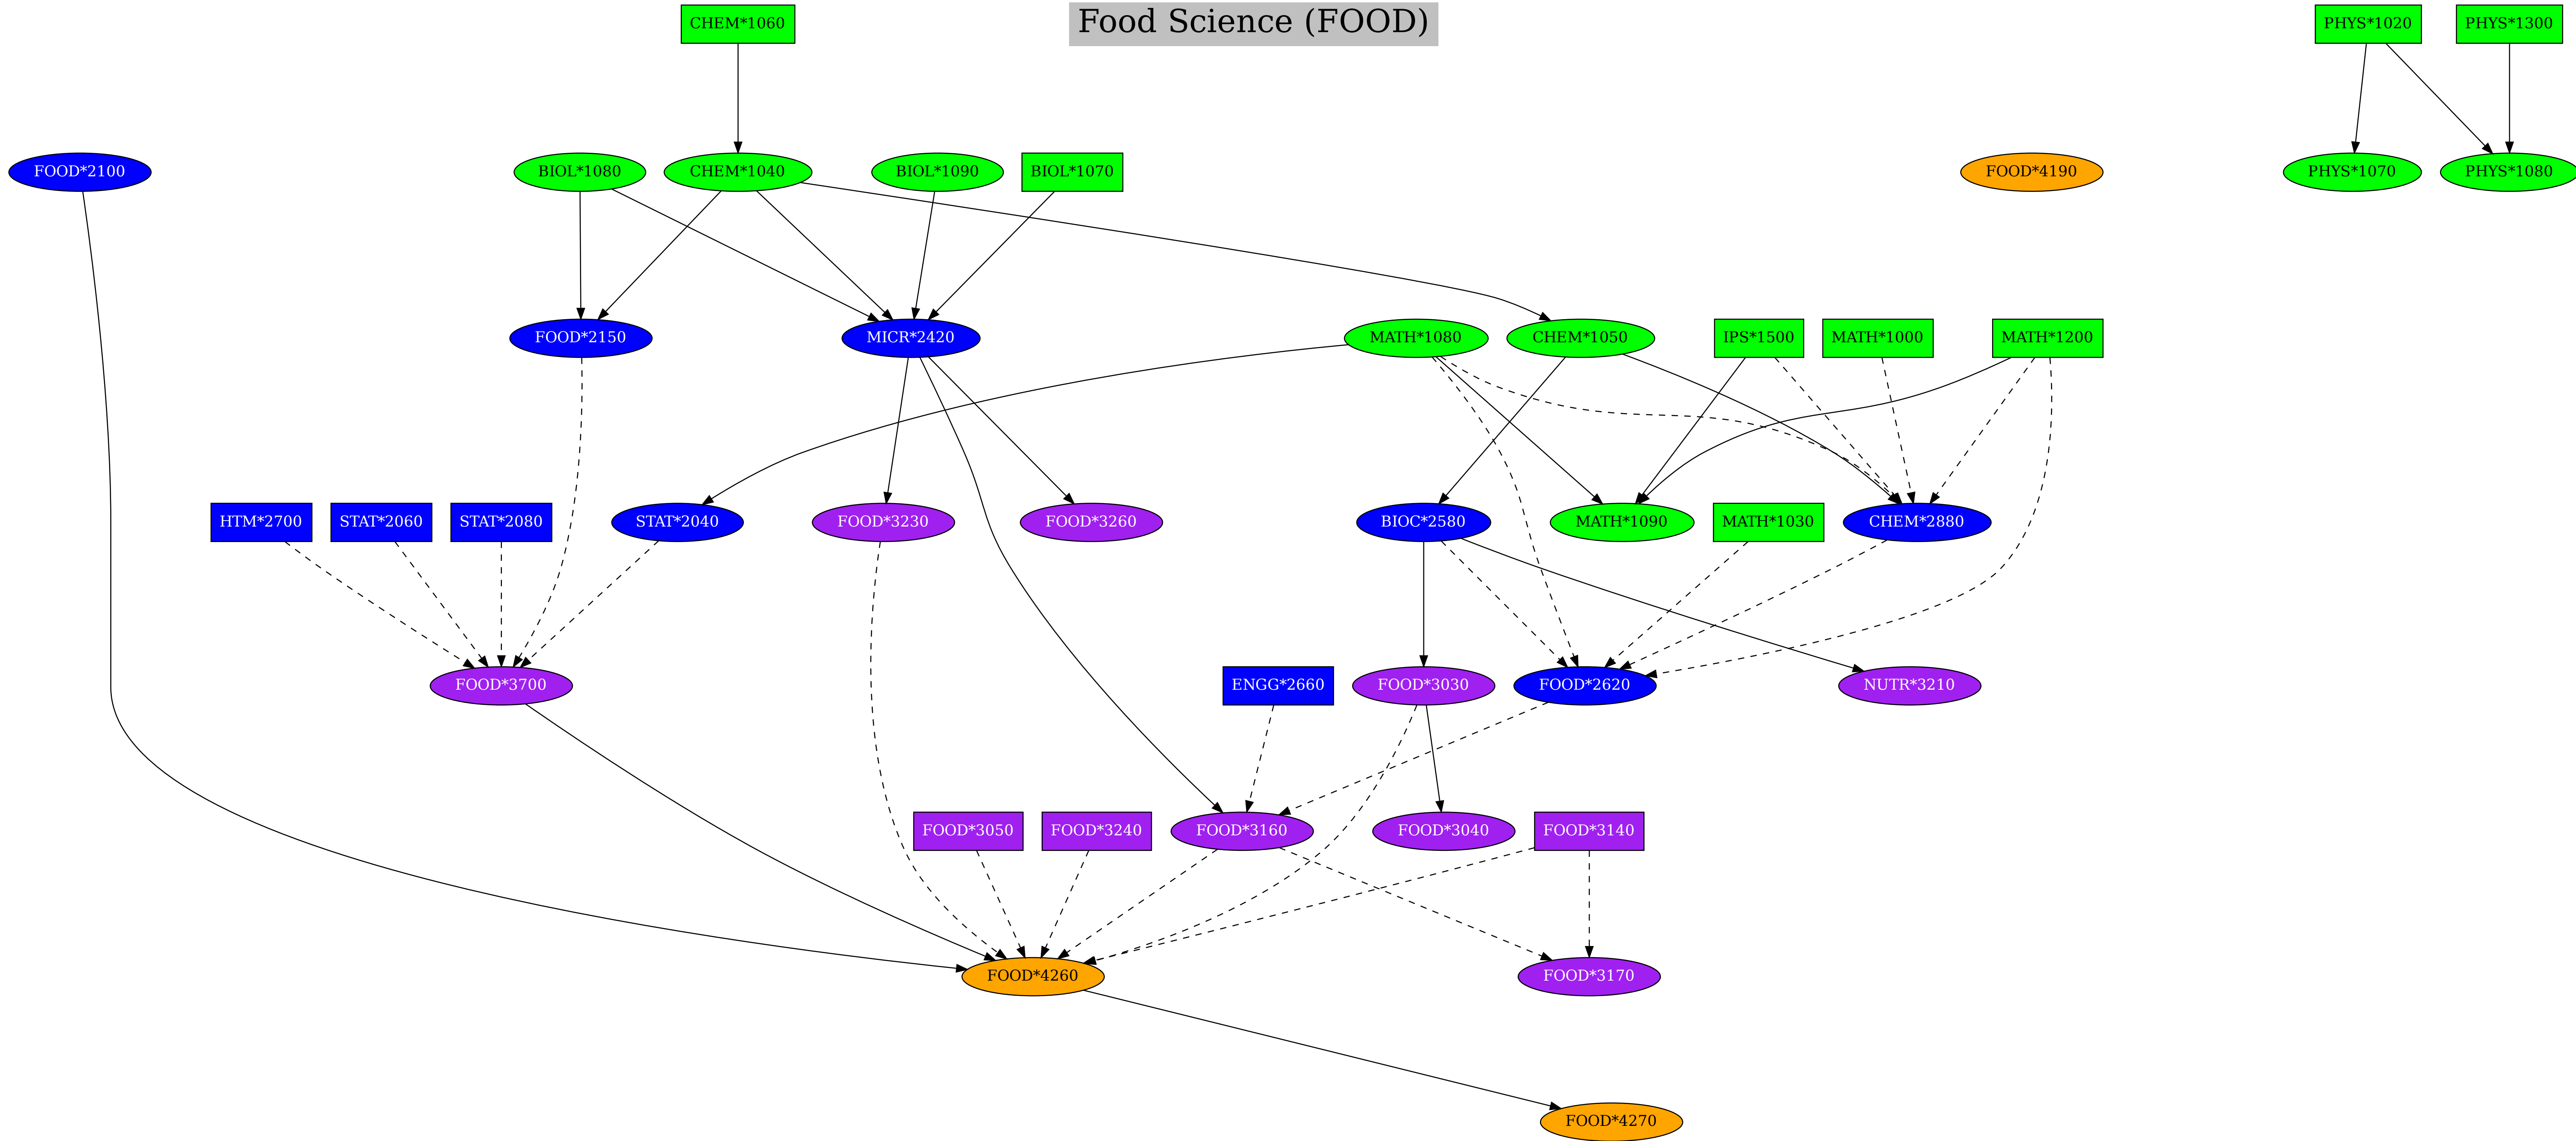 CHEM*1060
Food Science (FOOD)
PHYS*1020
PHYS*1300
FOOD*2100
BIOL*1080
CHEM*1040
BIOL*1090
BIOL*1070
FOOD*4190
PHYS*1070
PHYS*1080
FOOD*2150
MICR*2420
MATH*1080
CHEM*1050
IPS*1500
MATH*1000
MATH*1200
HTM*2700
STAT*2060
STAT*2080
STAT*2040
FOOD*3230
FOOD*3260
BIOC*2580
MATH*1090
MATH*1030
CHEM*2880
FOOD*3700
ENGG*2660
FOOD*3030
FOOD*2620
NUTR*3210
FOOD*3050
FOOD*3240
FOOD*3160
FOOD*3040
FOOD*3140
FOOD*4260
FOOD*3170
FOOD*4270